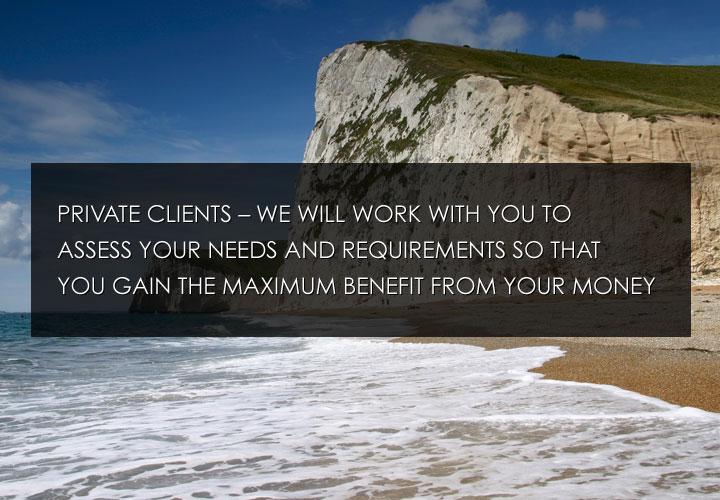 PRIVATE CLIENTS – WE WILL WORK WITH YOU TO
ASSESS YOUR NEEDS AND REQUIREMENTS SO THAT
YOU GAIN THE MAXIMUM BENEFIT FROM YOUR MONEY